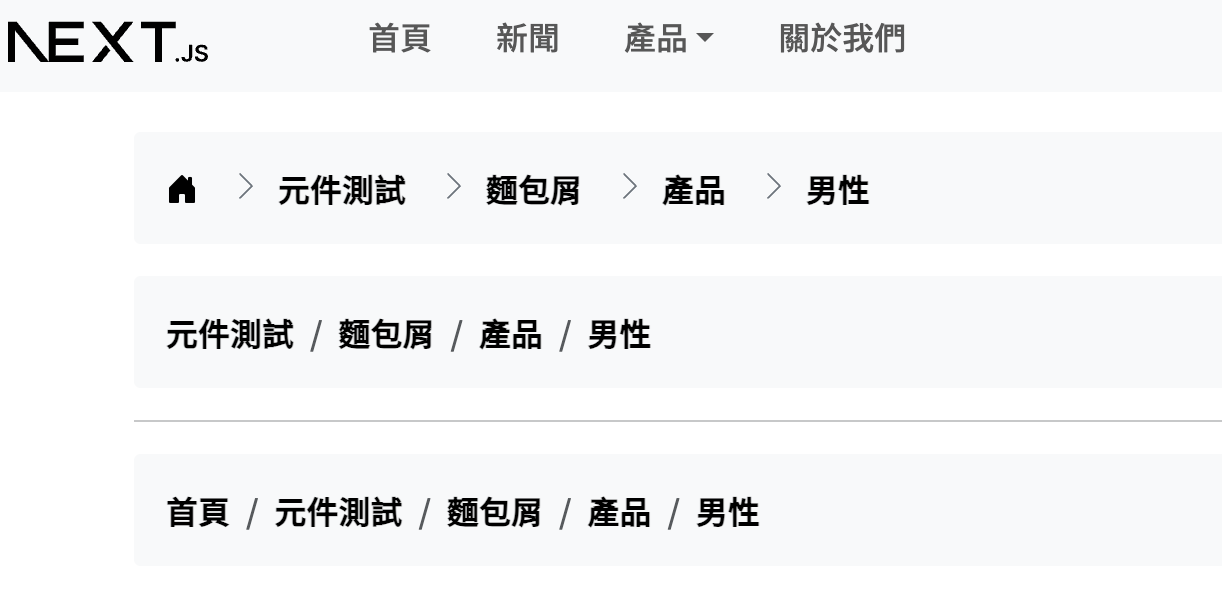 NEXT.JS 首頁 新聞 產品 關於我們
元件測試 麵包屑 產品 男性
元件測試 / 麵包屑 / 產品 / 男性
首頁 / 元件測試 / 麵包屑 / 產品 / 男性